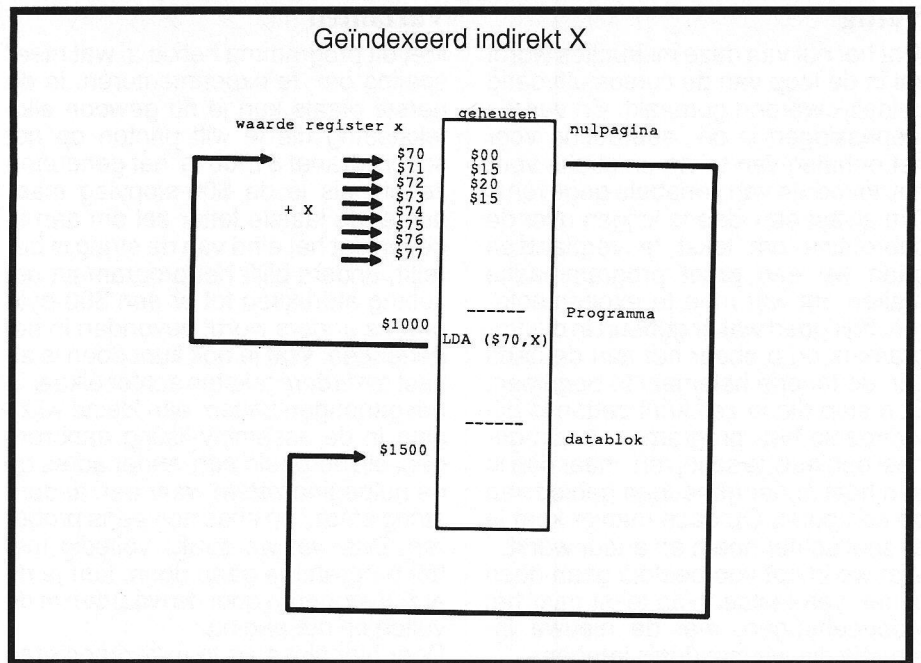 Geïndexeerd indirekt X
waarde register X
geheugen
nulpagina
$70 $00
$71 $15
$72 $20
$73 $15
+ X $74
$75
$76
$77
Programma
$1000
LDA ($70,X)
datablok
$1500